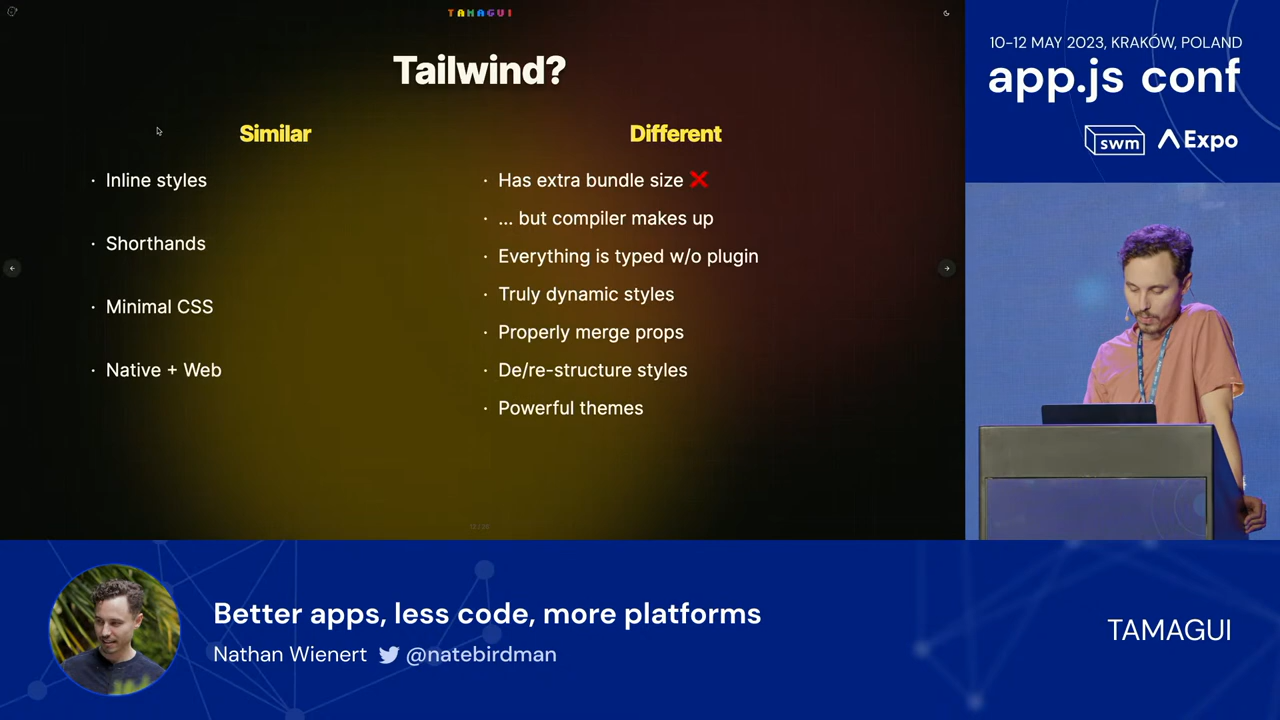 TAMAGUI
Tailwind?
Similar
· Inline styles
· Shorthands
· Minimal CSS
· Native + Web
Different
· Has extra bundle size ❌
· ... but compiler makes up
· Everything is typed w/o plugin
· Truly dynamic styles
· Properly merge props
· De/re-structure styles
· Powerful themes
10-12 MAY 2023, KRAKÓW, POLAND
app.js conf
swm Expo
Better apps, less code, more platforms
Nathan Wienert @natebirdman
TAMAGUI